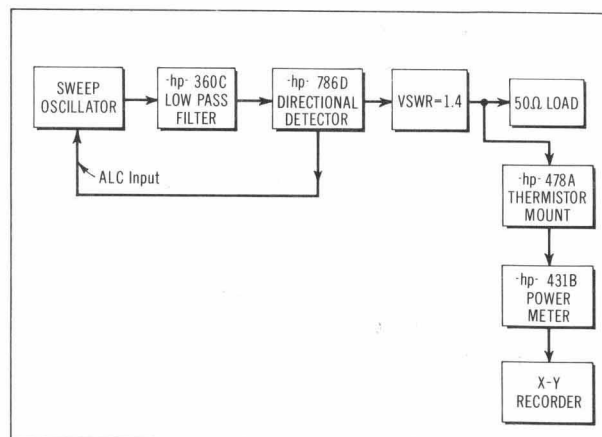 SWEEP
OSCILLATOR
-hp- 360C
LOW PASS
FILTER
-hp- 786D
DIRECTIONAL
DETECTOR
VSWR=1.4
50Ω LOAD
ALC Input
-hp- 478A
THERMISTOR
MOUNT
-hp- 431B
POWER
METER
X-Y
RECORDER